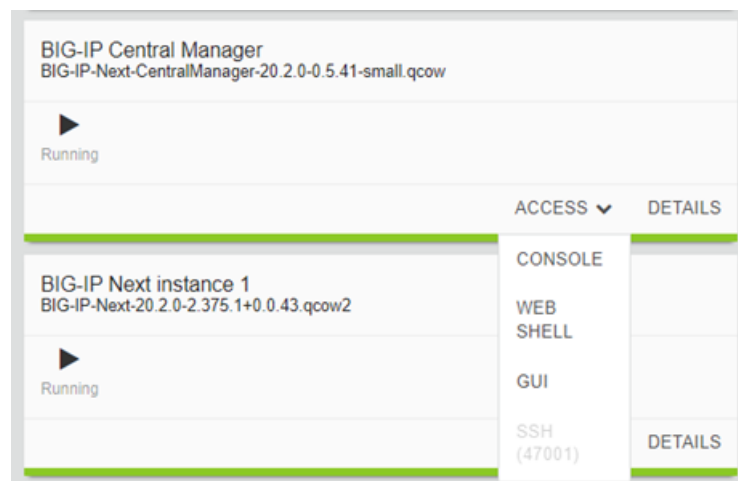 BIG-IP Central Manager
BIG-IP-Next-CentralManager-20.2.0-0.5.41-small.qcow
Running
ACCESS DETAILS
CONSOLE
WEB
SHELL
GUI
SSH
(47001)
BIG-IP Next instance 1
BIG-IP-Next-20.2.0-2.375.1+0.0.43.qcow2
Running
DETAILS